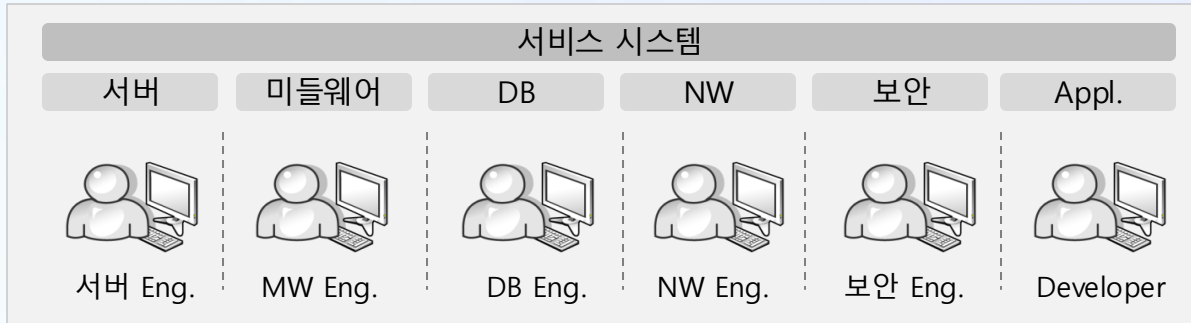 서비스 시스템
서버 미들웨어 DB NW 보안 Appl.
서버 Eng. MW Eng. DB Eng. NW Eng. 보안 Eng. Developer